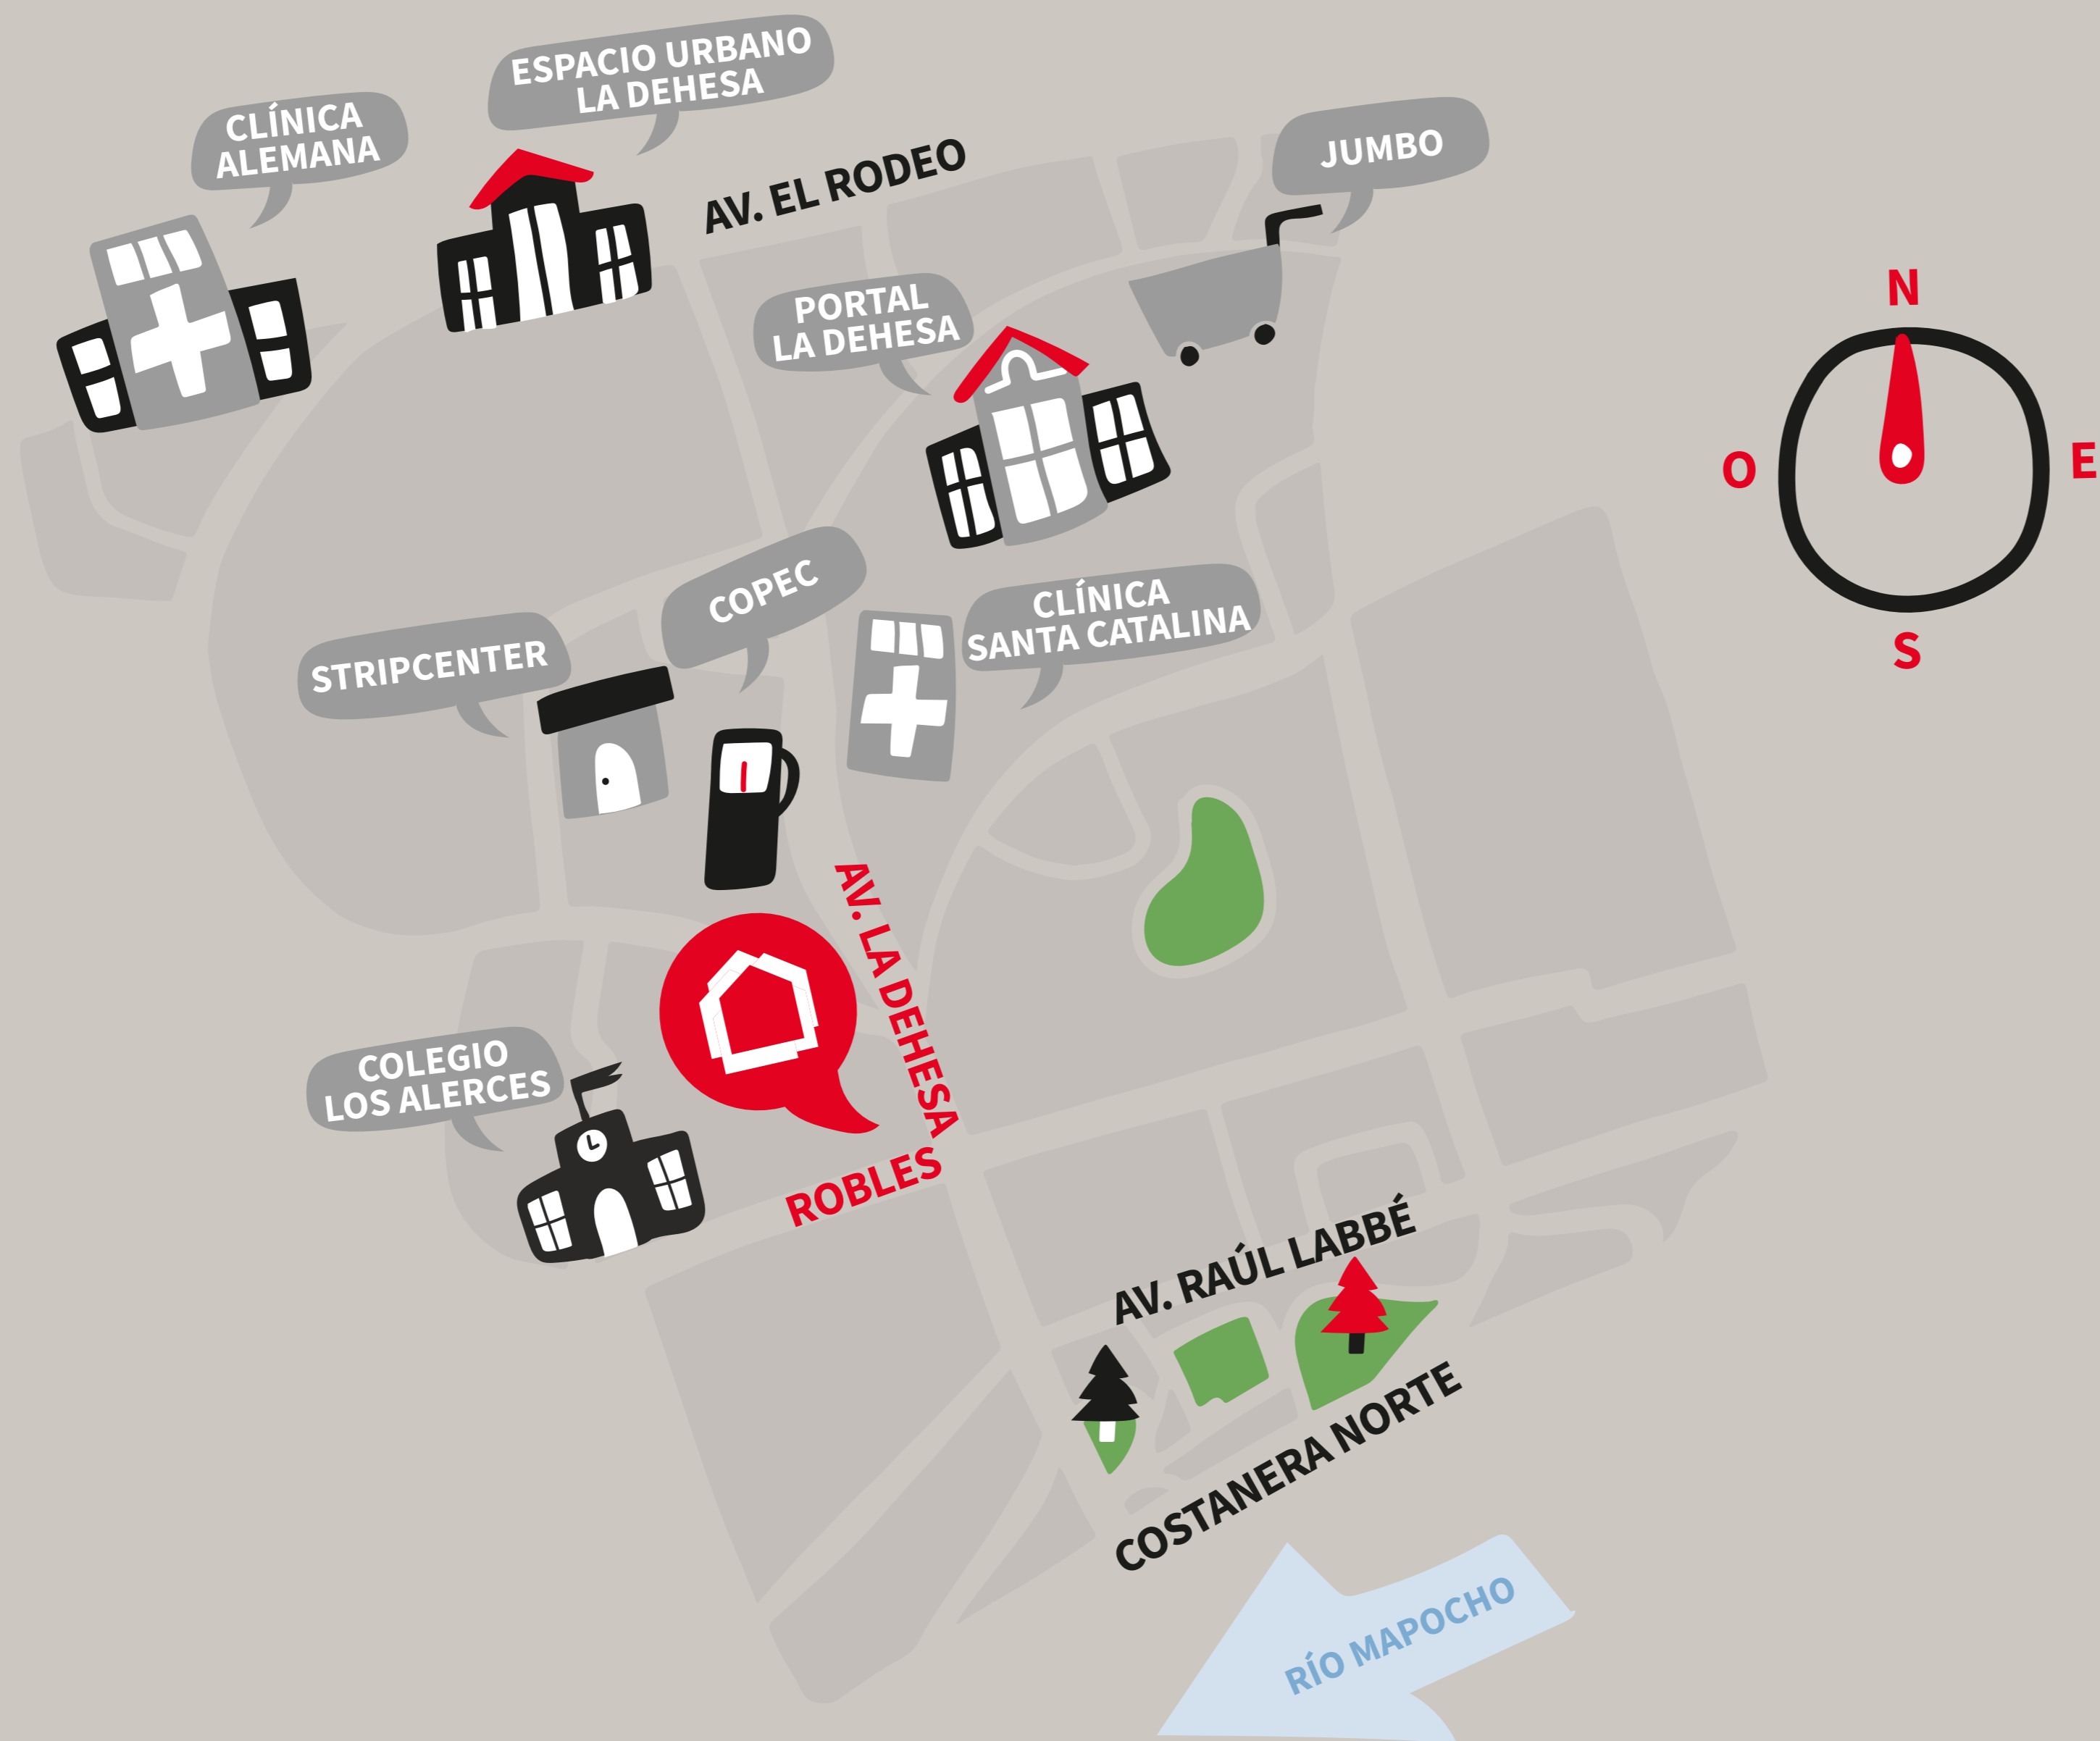 ESPACIO URBANO
LA DEHESA
CLÍNICA
ALEMANA
JUMBO
AV. EL RODEO
PORTAL
LA DEHESA
N
O
E
S
COPEC
CLÍNICA
SANTA CATALINA
STRIPCENTER
AV. LA DEHESA
COLEGIO
LOS ALERCES
ROBLES
AV. RAÚL LABBÉ
COSTANERA NORTE
RÍO MAPOCHO